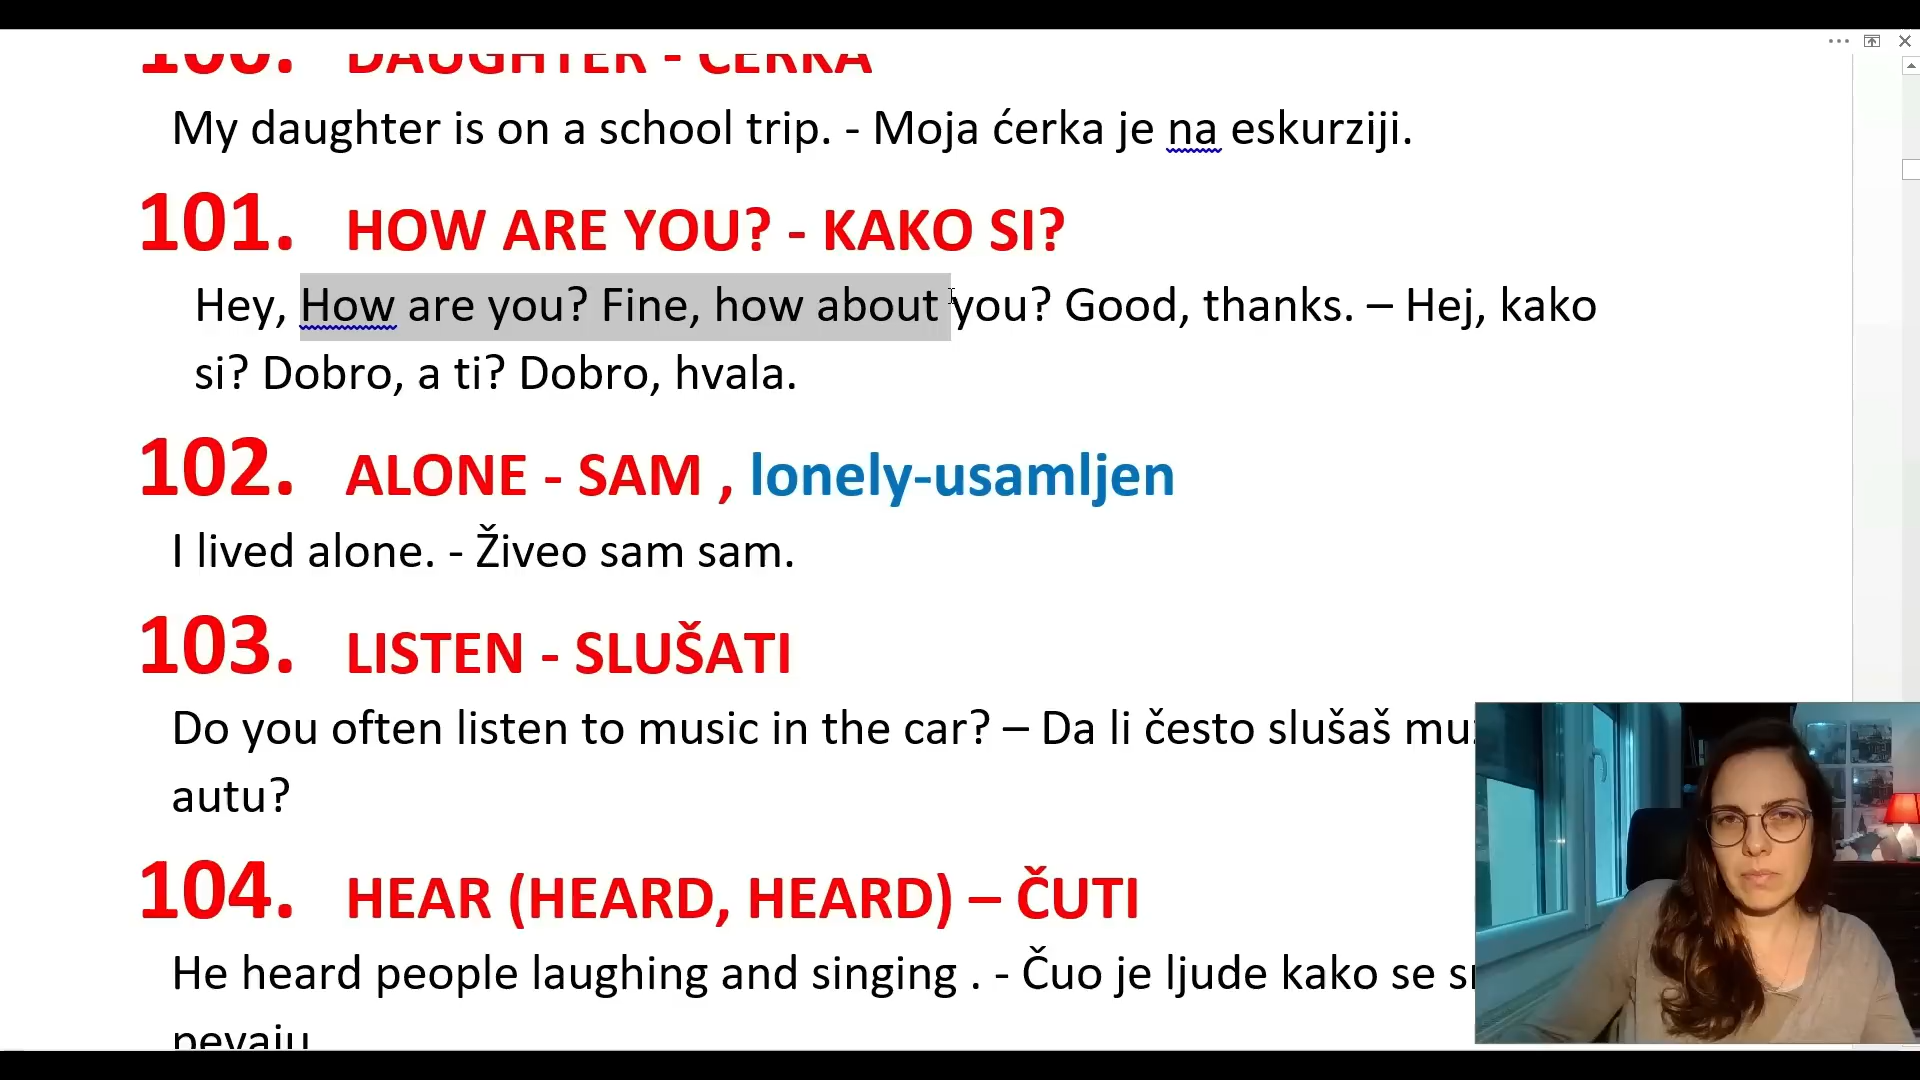 100. DAUGHTER - ĆERKA
My daughter is on a school trip. - Moja ćerka je na eskurziji.
101. HOW ARE YOU? - KAKO SI?
Hey, How are you? Fine, how about you? Good, thanks. – Hej, kako
si? Dobro, a ti? Dobro, hvala.
102. ALONE - SAM , lonely-usamljen
I lived alone. - Živeo sam sam.
103. LISTEN - SLUŠATI
Do you often listen to music in the car? – Da li često slušaš
autu?
104. HEAR (HEARD, HEARD) – ČUTI
He heard people laughing and singing . - Čuo je ljude kako se
pevaju